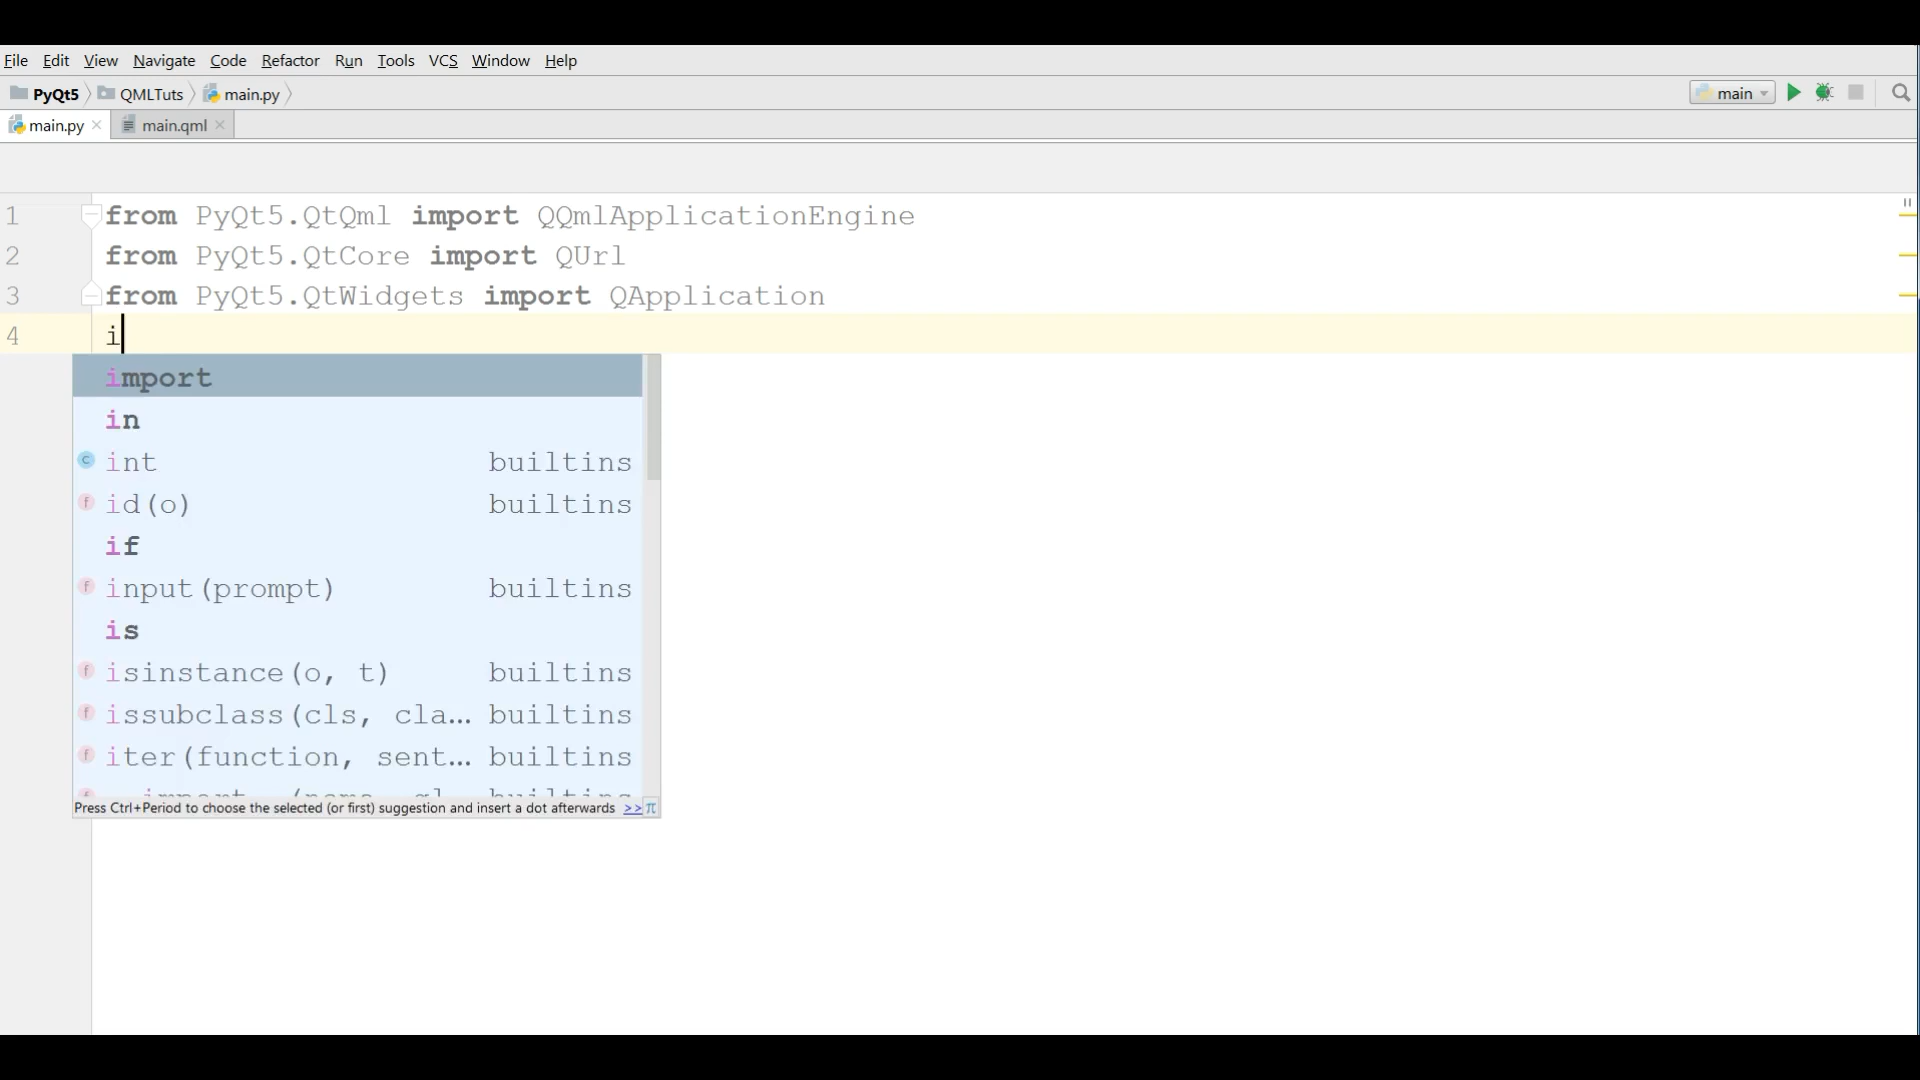 File Edit View Navigate Code Refactor Run Tools VCS Window Help
PyQt5 QMLTuts main.py main
main.py main.qml
1 from PyQt5.QtQml import QQmlApplicationEngine
2 from PyQt5.QtCore import QUrl
3 from PyQt5.QtWidgets import QApplication
4 i
import
in
c int builtins
f id(o) builtins
if
f input(prompt) builtins
is
f isinstance(o, t) builtins
f issubclass(cls, cla... builtins
f iter(function, sent... builtins
Press Ctrl+Period to choose the selected (or first) suggestion and insert a dot afterwards >> π